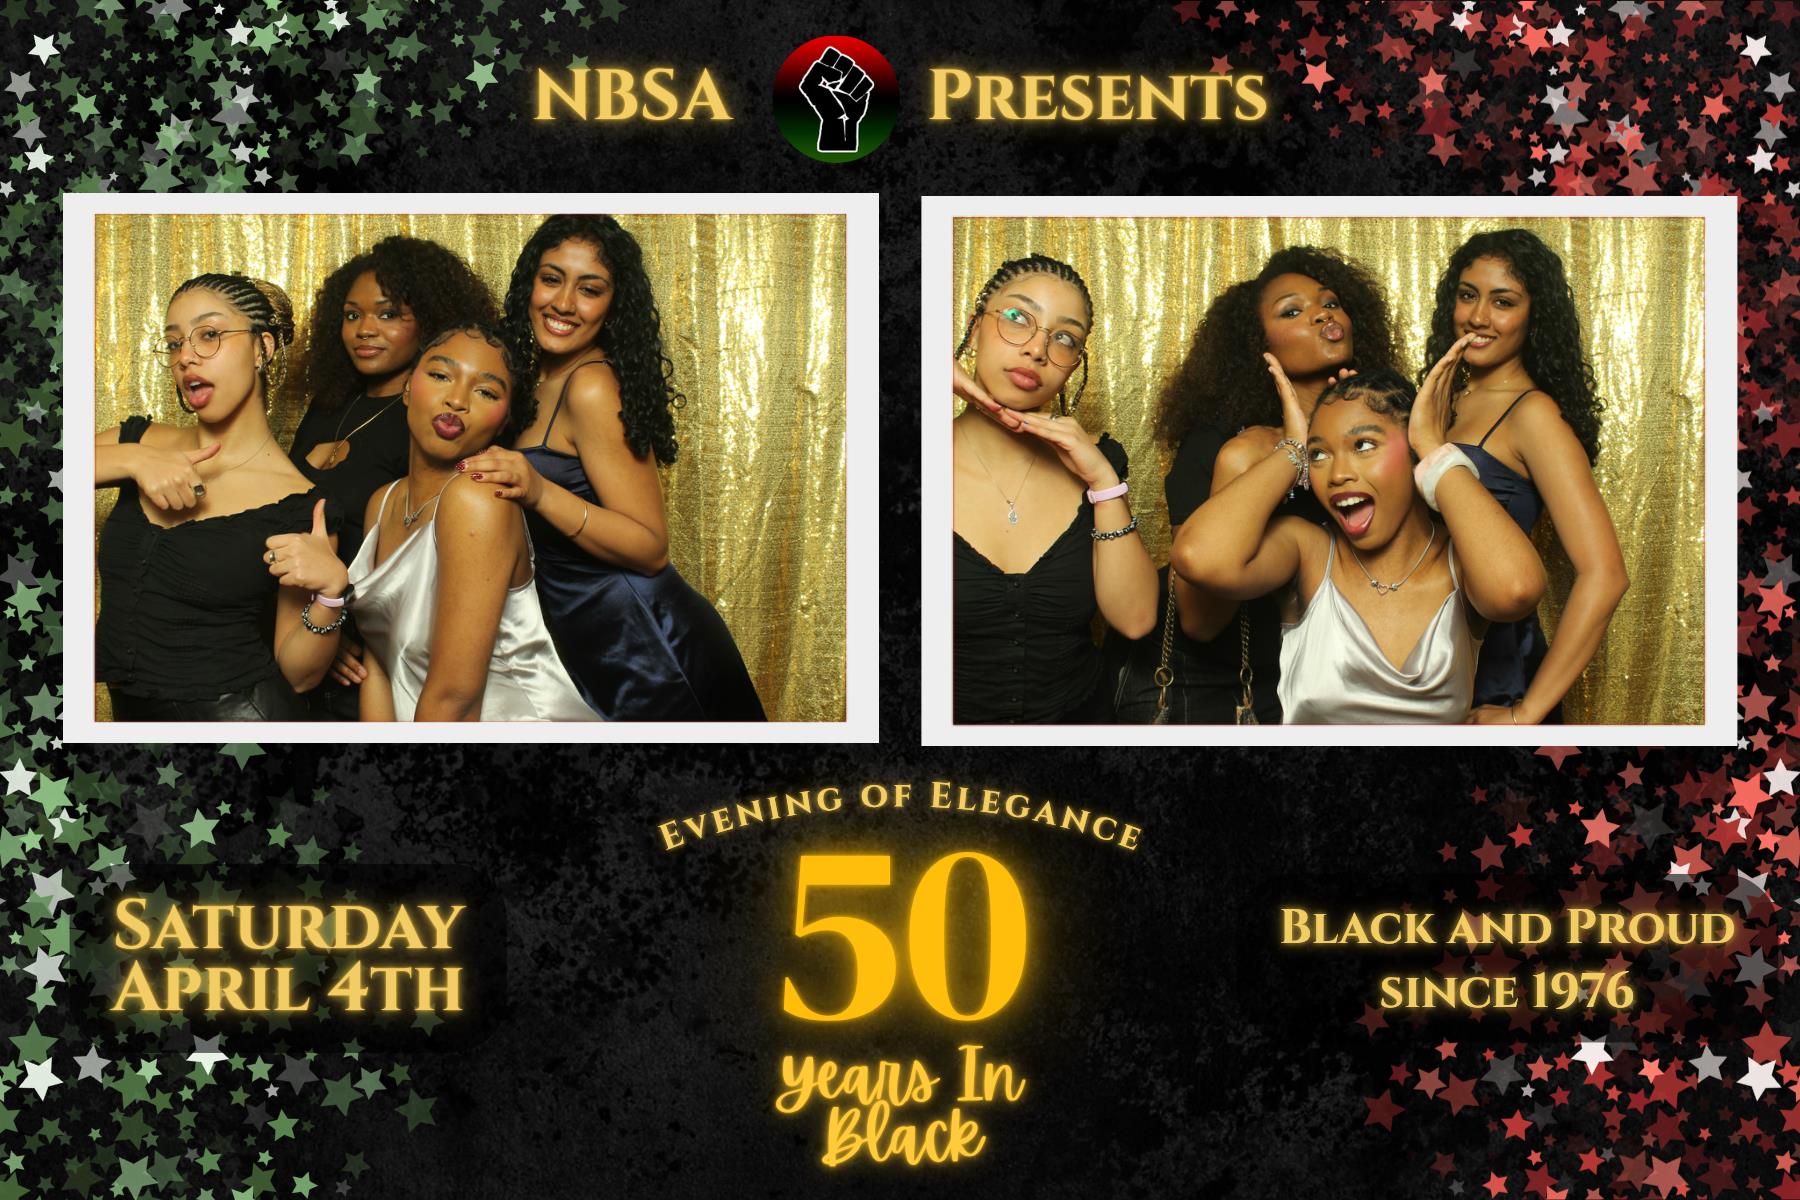 NBSA Presents
Evening of Elegance
50
Years In
Black
Saturday
April 4th
Black and Proud
since 1976